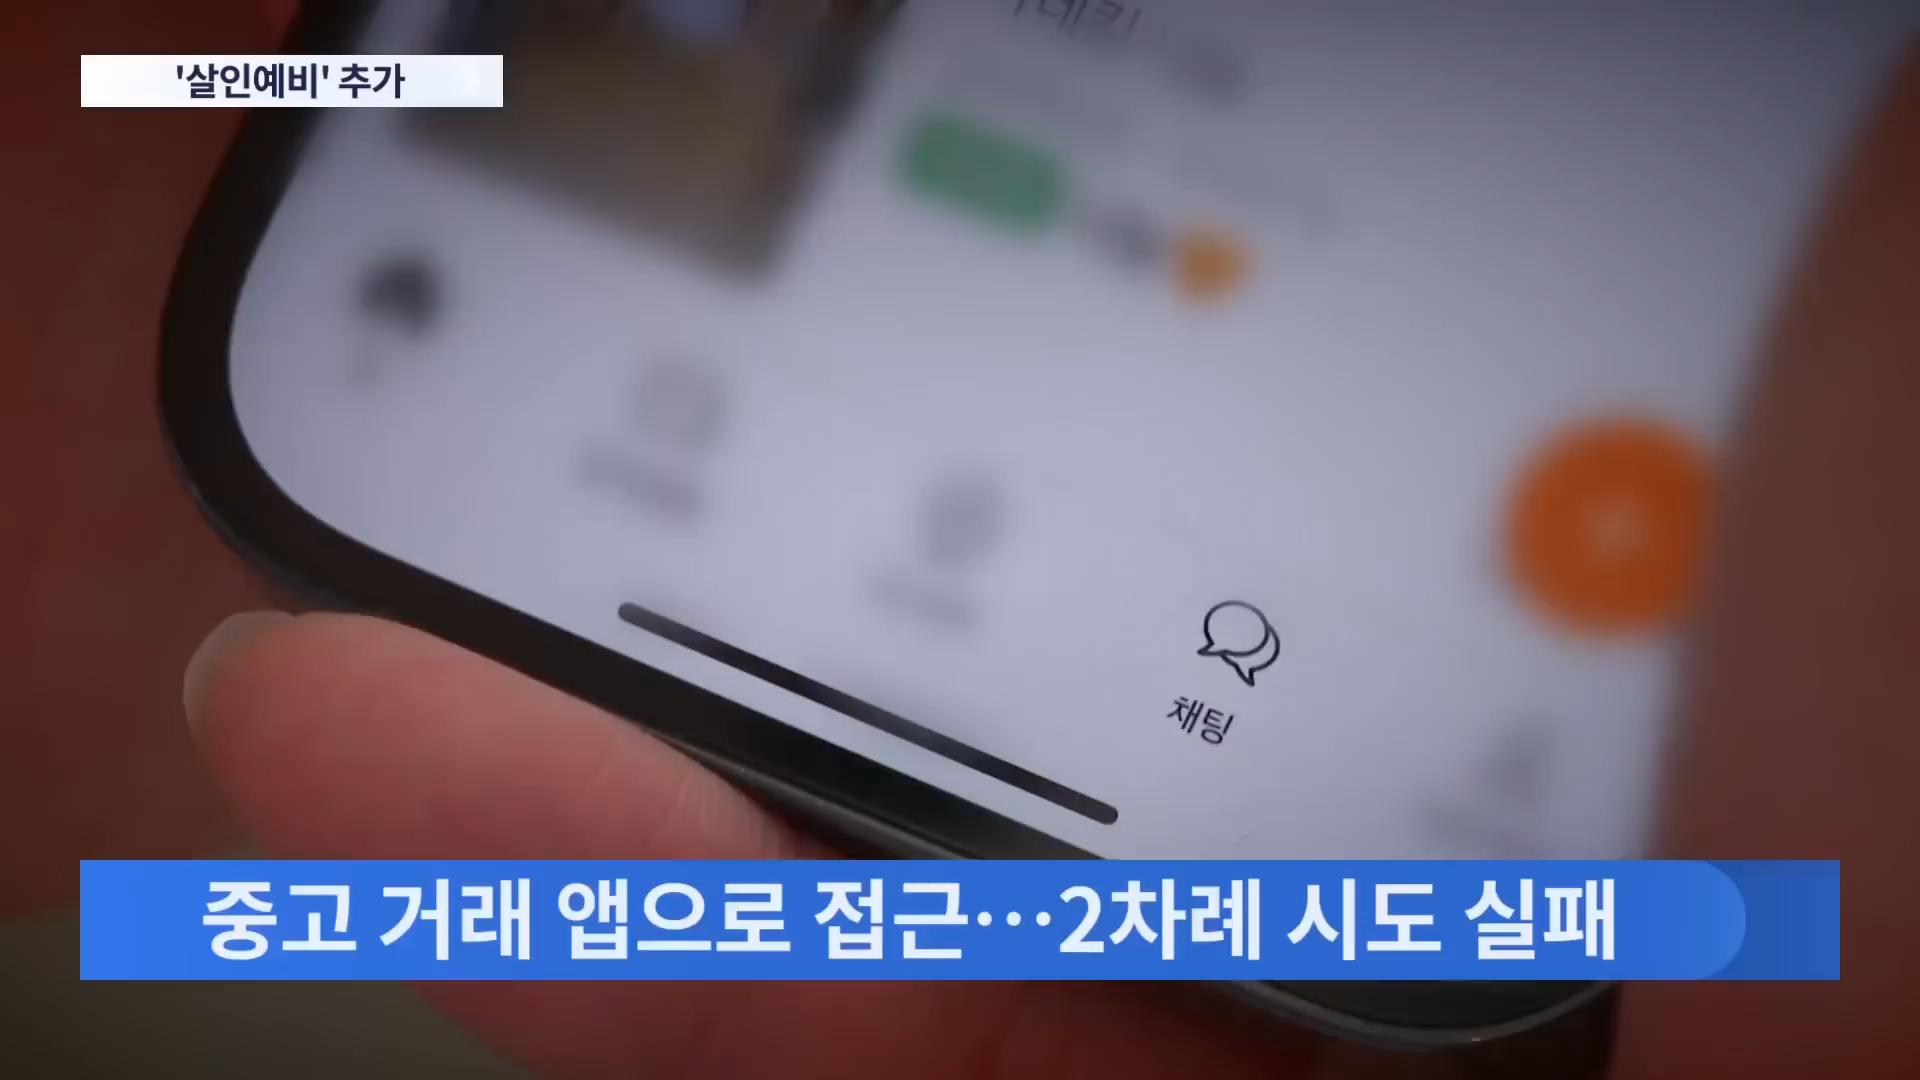 '살인예비' 추가
채팅
중고 거래 앱으로 접근…2차례 시도 실패